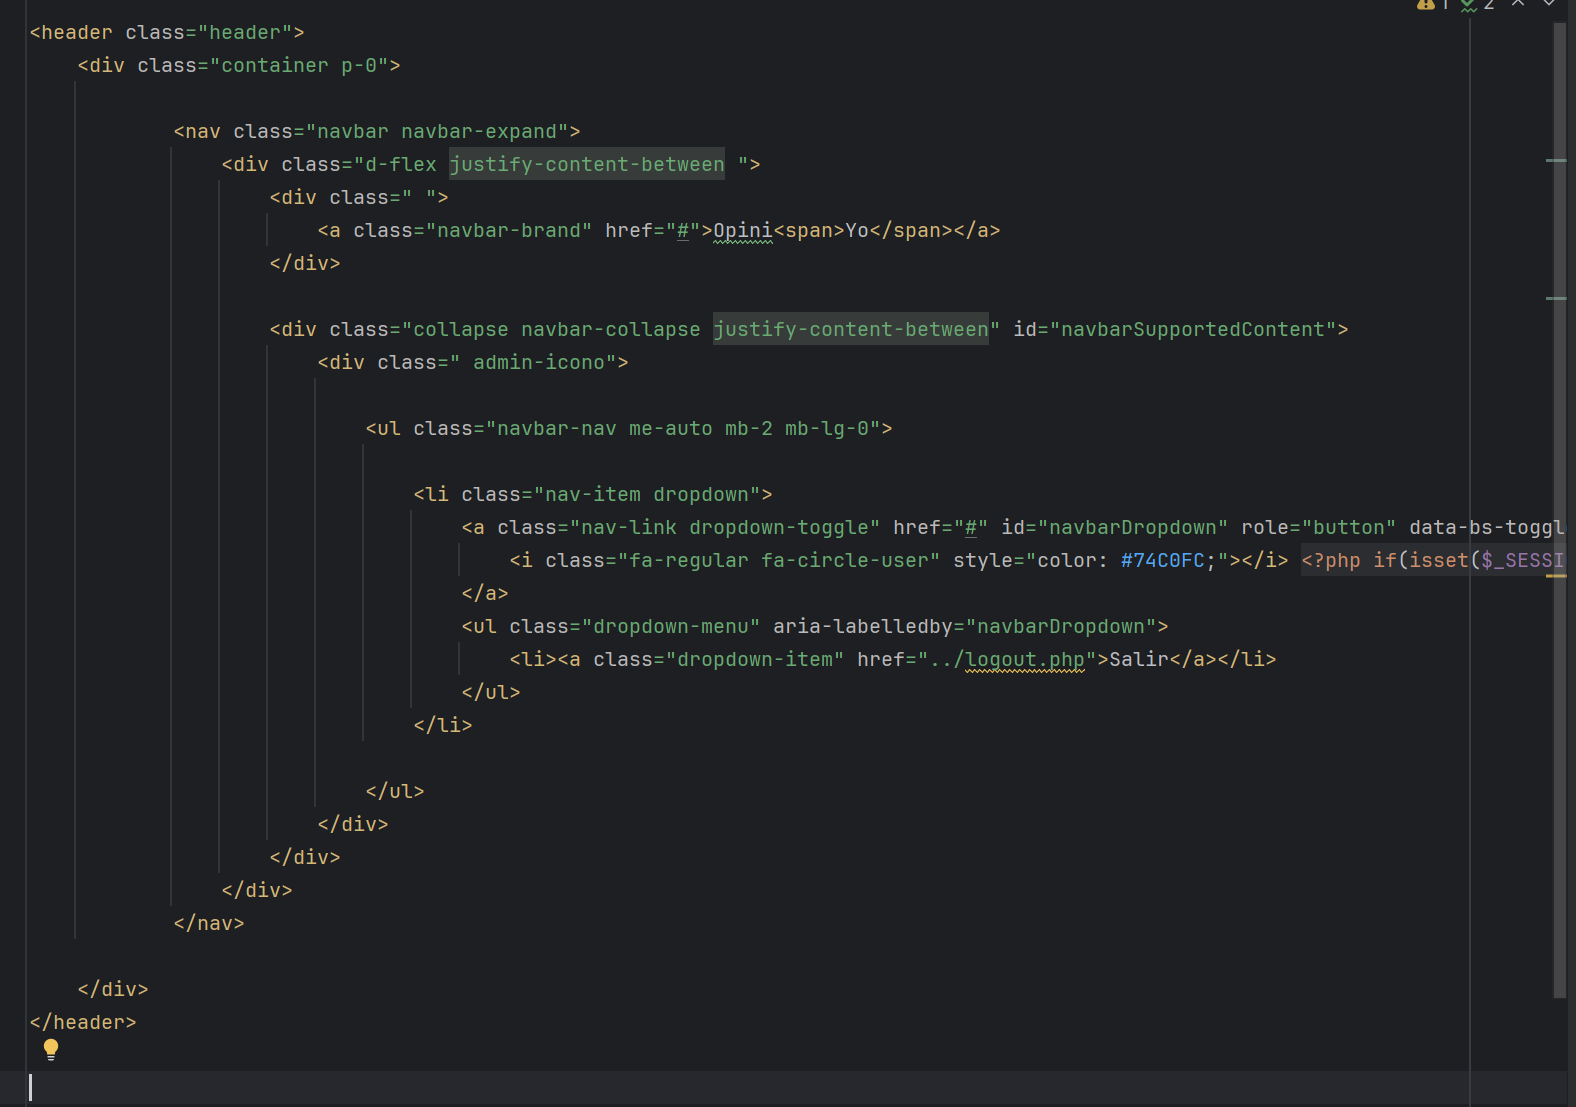 1 2
<header class="header">
<div class="container p-0">
<nav class="navbar navbar-expand">
<div class="d-flex justify-content-between ">
<div class=" ">
<a class="navbar-brand" href="#">Opini<span>Yo</span></a>
</div>
<div class="collapse navbar-collapse justify-content-between" id="navbarSupportedContent">
<div class=" admin-icono">
<ul class="navbar-nav me-auto mb-2 mb-lg-0">
<li class="nav-item dropdown">
<a class="nav-link dropdown-toggle" href="#" id="navbarDropdown" role="button" data-bs-toggl
<i class="fa-regular fa-circle-user" style="color: #74C0FC;"></i> <?php if(isset($_SESSI
</a>
<ul class="dropdown-menu" aria-labelledby="navbarDropdown">
<li><a class="dropdown-item" href="../logout.php">Salir</a></li>
</ul>
</li>
</ul>
</div>
</div>
</div>
</nav>
</div>
</header>